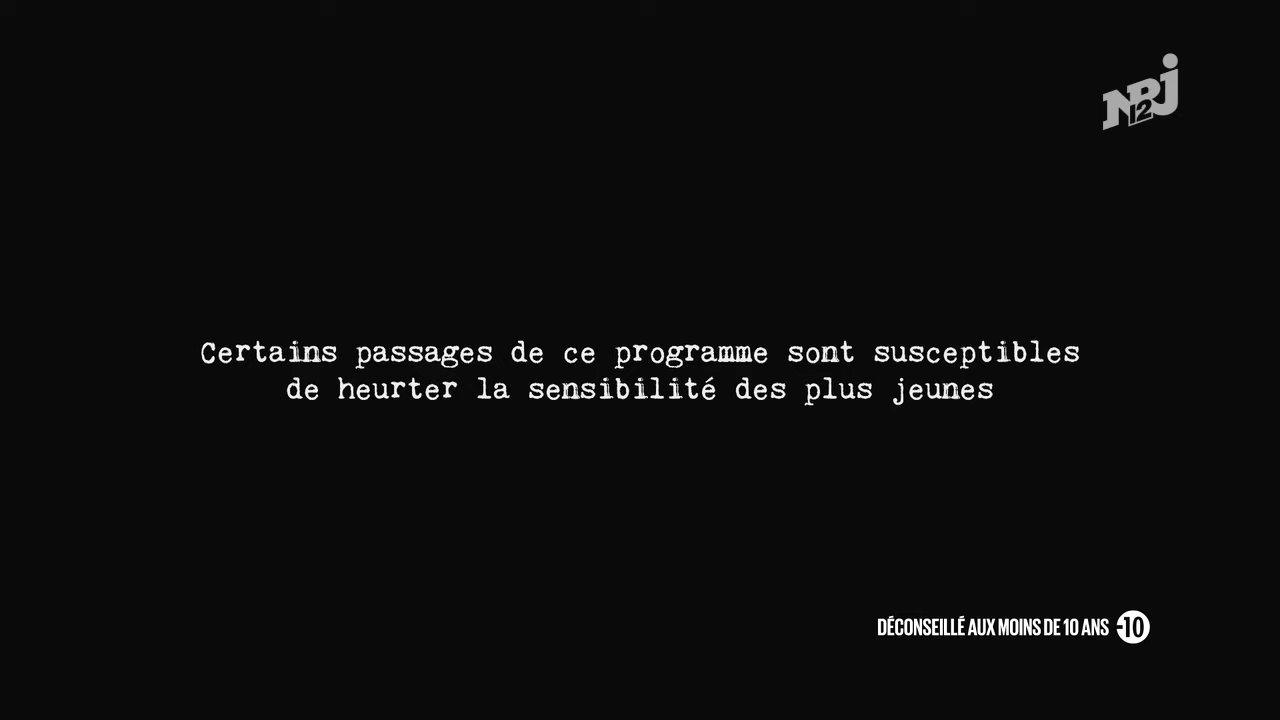 NRJ 12
Certains passages de ce programme sont susceptibles
de heurter la sensibilité des plus jeunes
DÉCONSEILLÉ AUX MOINS DE 10 ANS -10